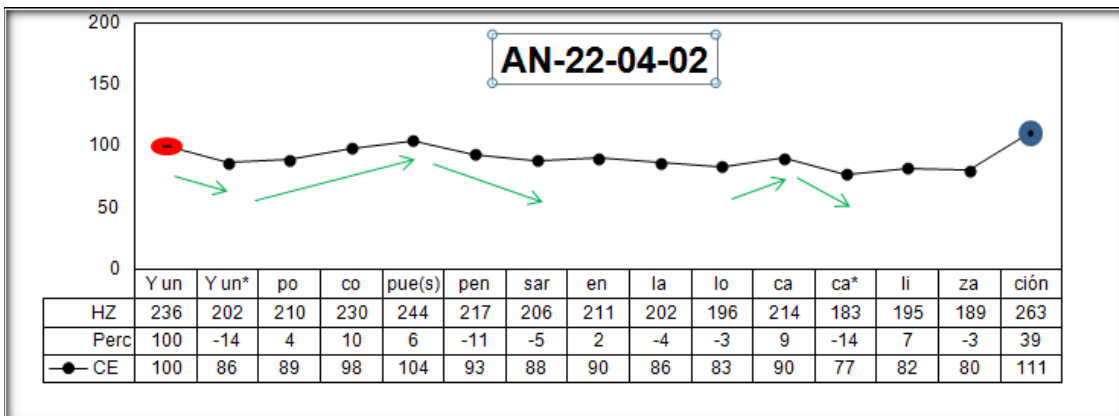 200
AN-22-04-02
150
100
50
0
Y un Y un* po co pue(s) pen sar en la lo ca ca* li za ción
HZ 236 202 210 230 244 217 206 211 202 196 214 183 195 189 263
Perc 100 -14 4 10 6 -11 -5 2 -4 -3 9 -14 7 -3 39
CE 100 86 89 98 104 93 88 90 86 83 90 77 82 80 111